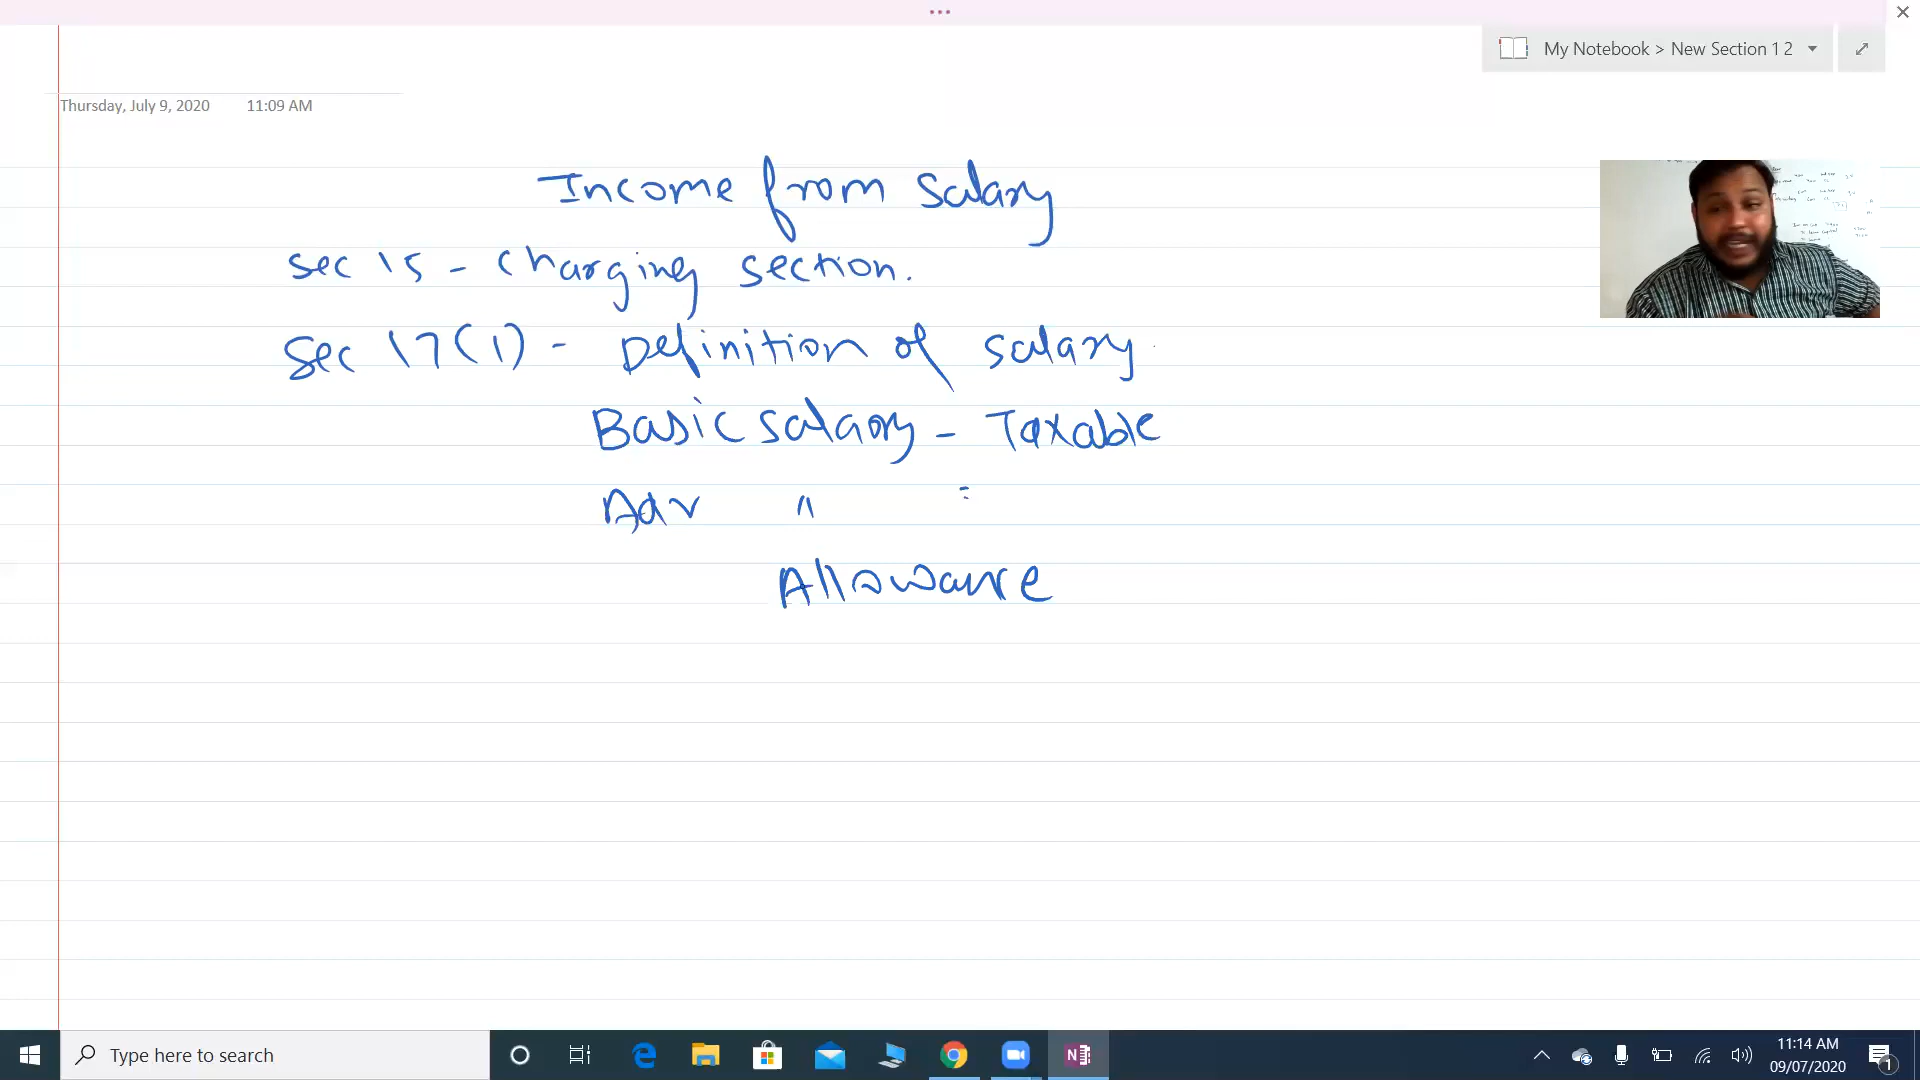 My Notebook > New Section 1 2
Thursday, July 9, 2020 11:09 AM
Income from Salary
Sec 15 - Charging section.
Sec 17(1) - Definition of salary
Basic salary - Taxable
Adv " =
Allowance
Type here to search
11:14 AM
09/07/2020
1